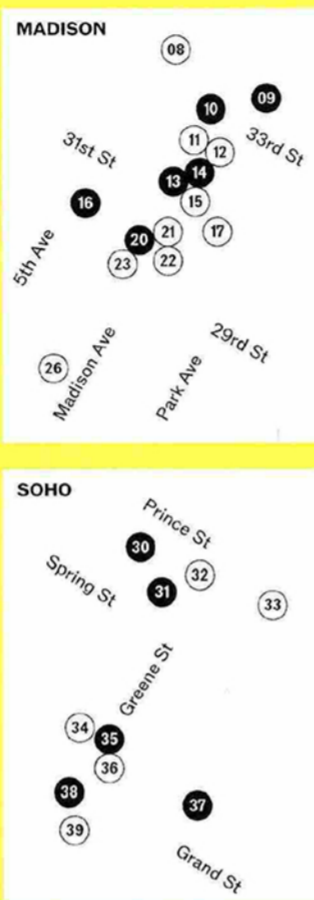 MADISON
08
09
10
33rd St
11
12
31st St
14
13
15
16
17
21
20
22
23
5th Ave
29rd St
26
Madison Ave
Park Ave
SOHO
Prince St
30
32
31
33
Spring St
Greene St
34
35
36
38
37
39
Grand St